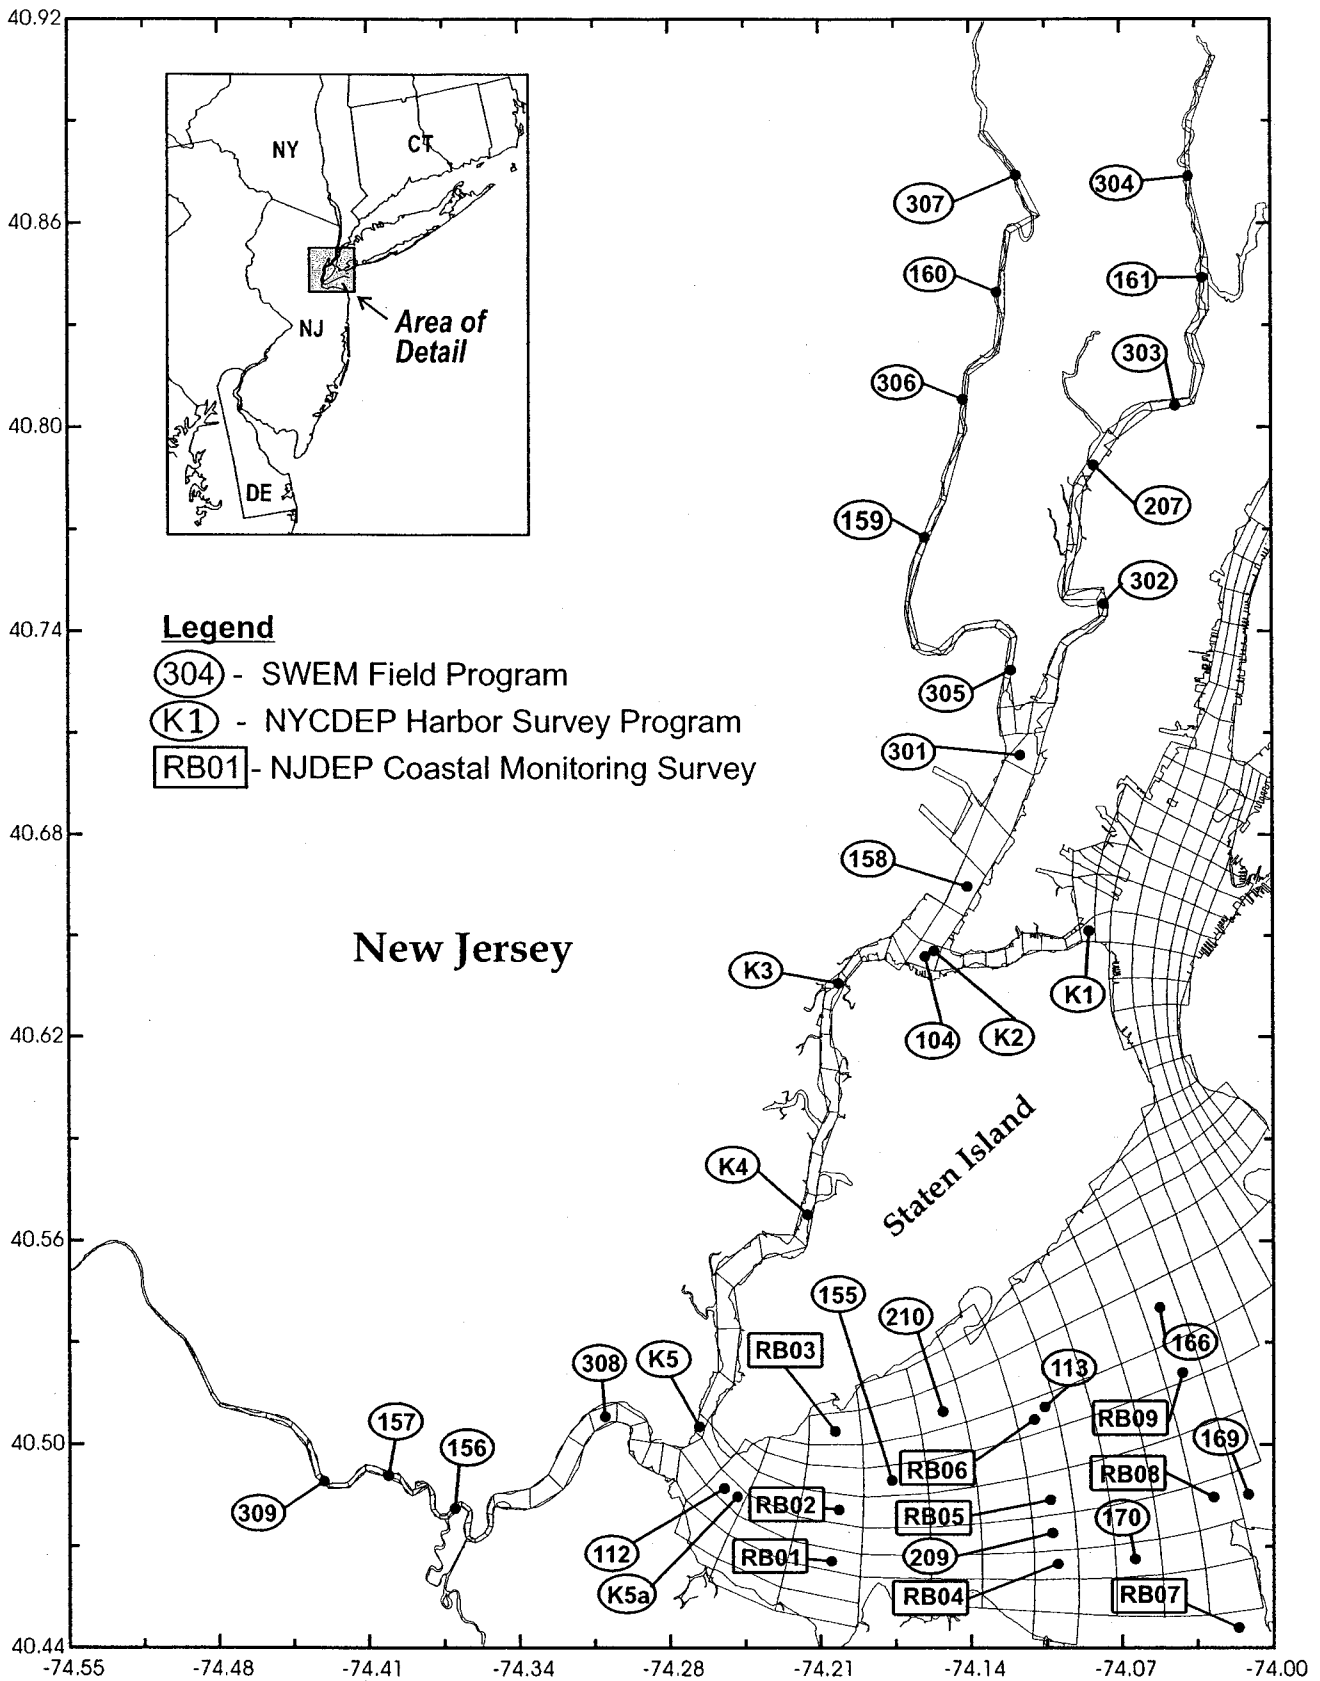 40.92
NY
CT
NJ
Area of
Detail
DE
307
304
40.86
160
161
303
306
40.80
207
159
302
40.74
Legend
304 - SWEM Field Program
K1 - NYCDEP Harbor Survey Program
RB01 - NJDEP Coastal Monitoring Survey
305
301
40.68
158
New Jersey
K3
K1
104
K2
40.62
Staten Island
K4
40.56
155
210
166
RB03
113
308
K5
RB09
157
169
40.50
156
RB06
RB08
309
RB02
RB05
170
112
RB01
209
K5a
RB04
RB07
40.44
-74.55
-74.48
-74.41
-74.34
-74.28
-74.21
-74.14
-74.07
-74.00